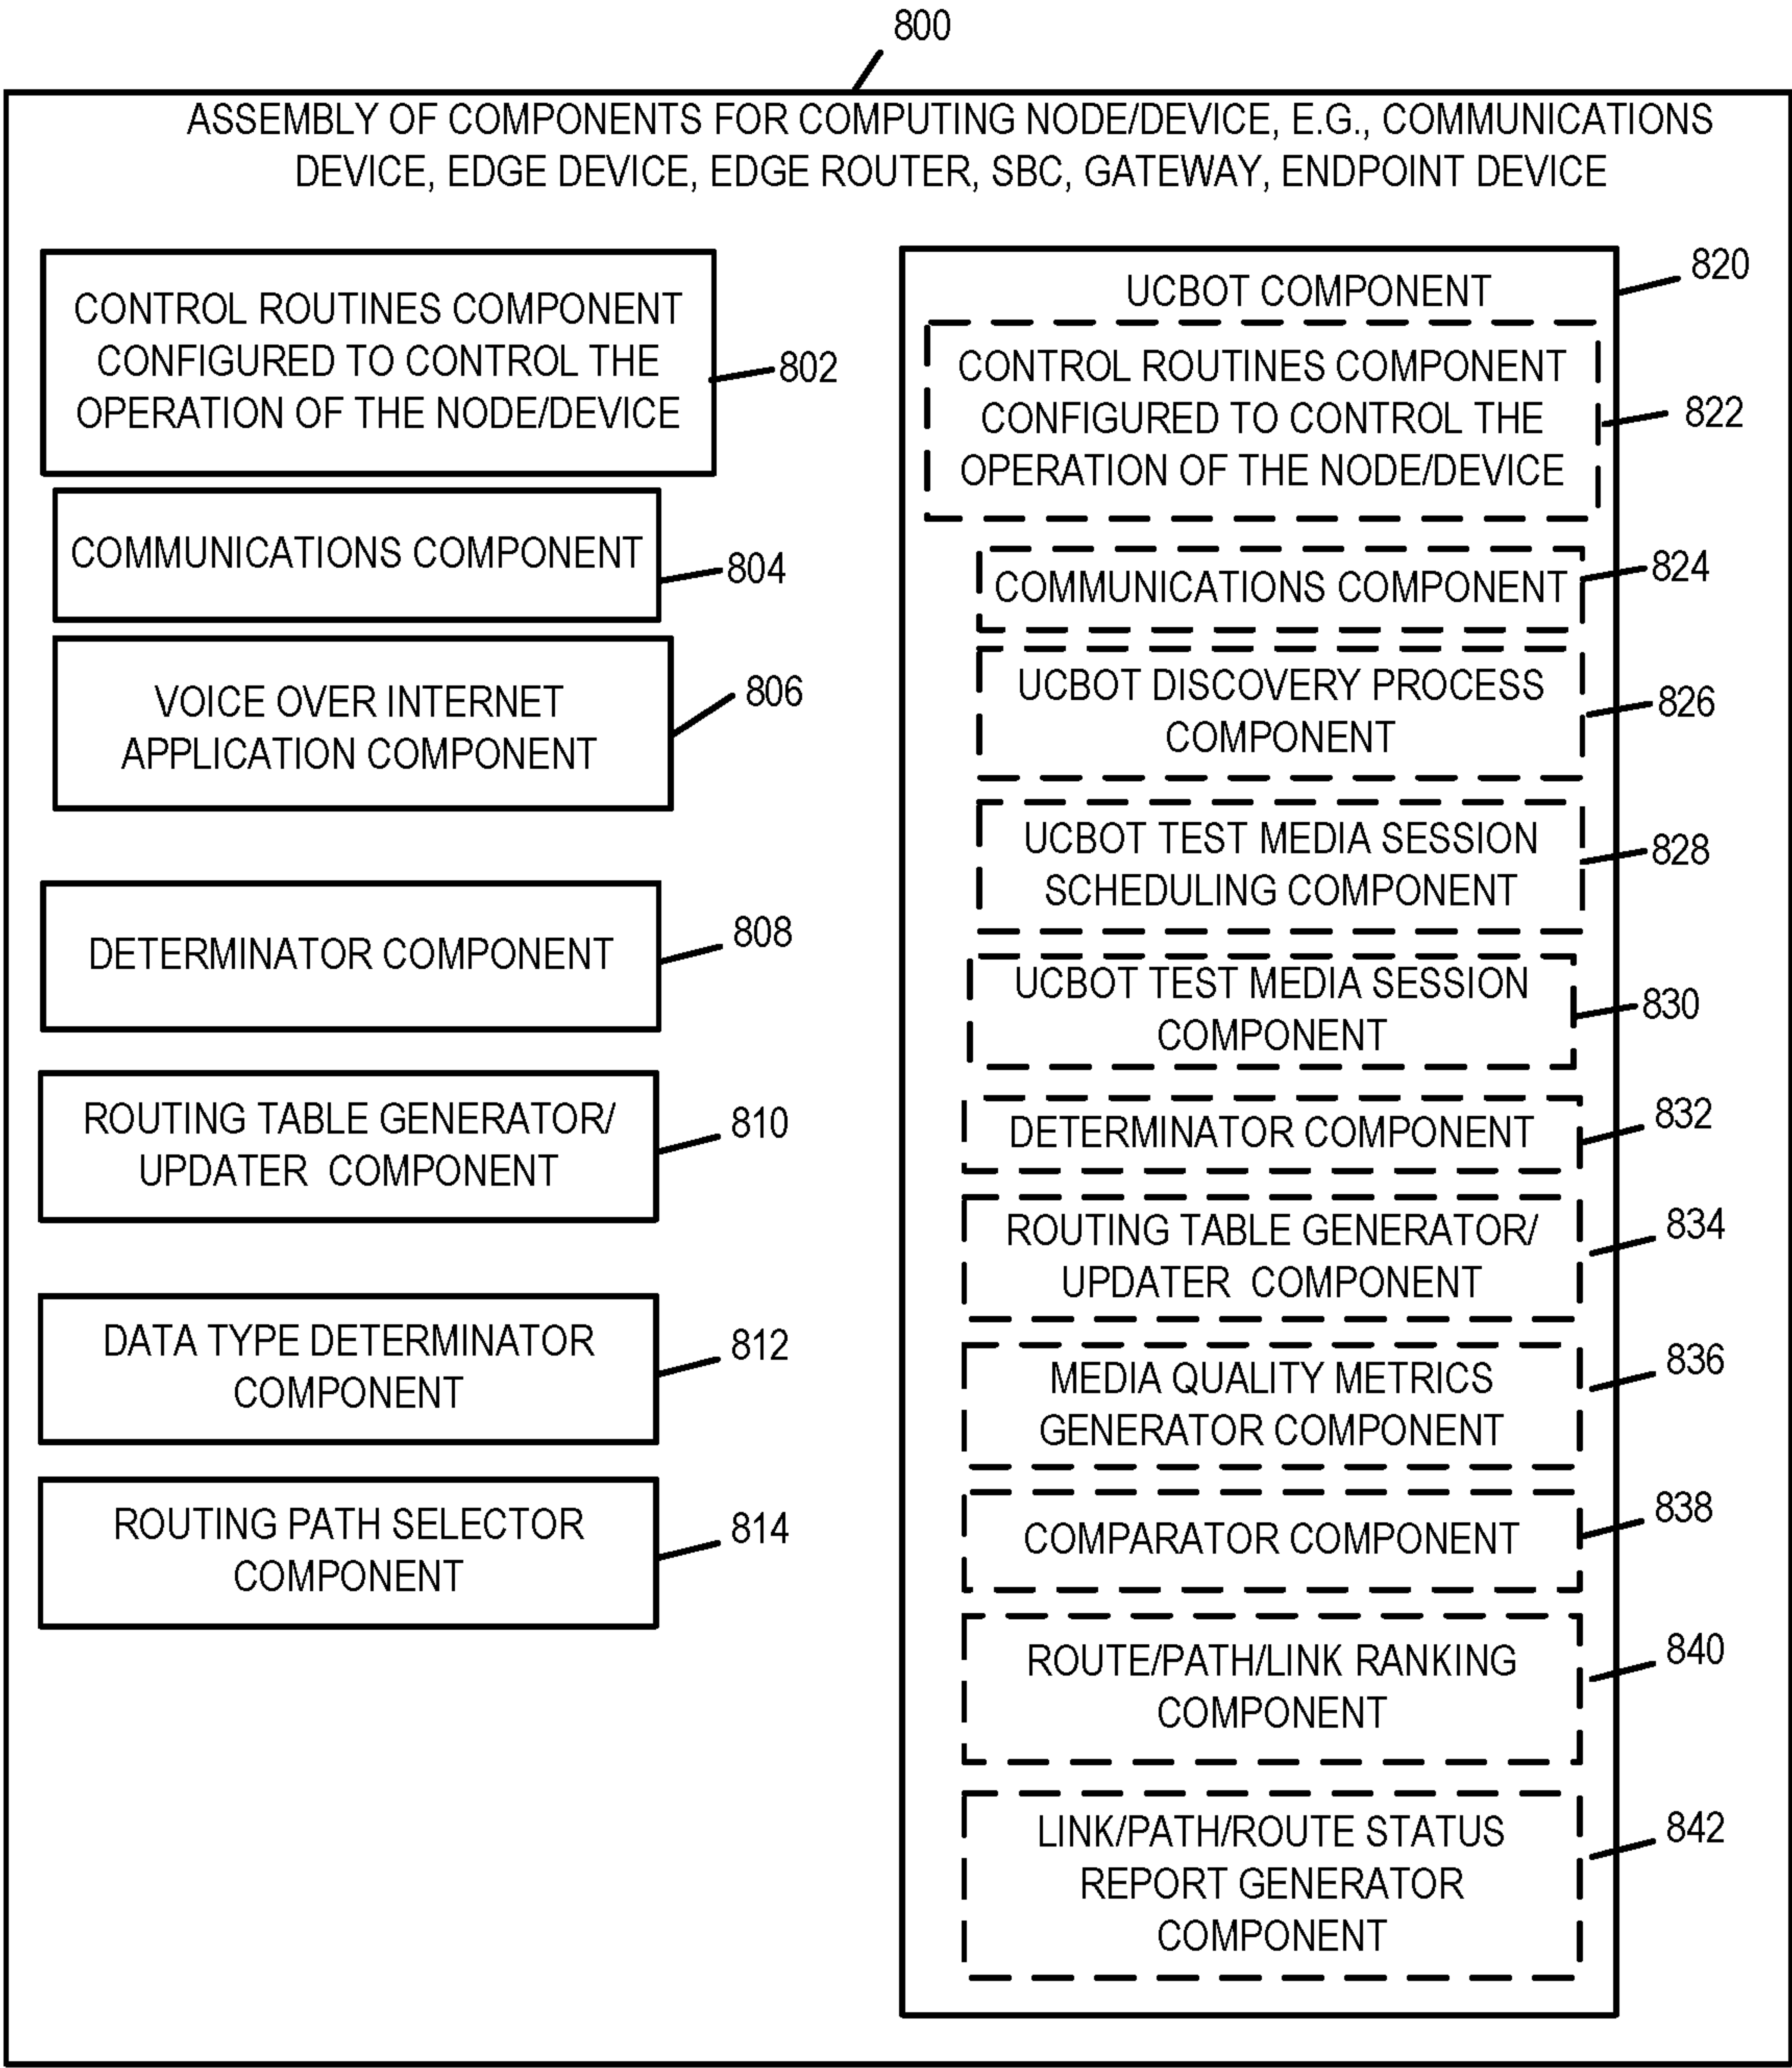 800
ASSEMBLY OF COMPONENTS FOR COMPUTING NODE/DEVICE, E.G., COMMUNICATIONS
DEVICE, EDGE DEVICE, EDGE ROUTER, SBC, GATEWAY, ENDPOINT DEVICE
CONTROL ROUTINES COMPONENT
CONFIGURED TO CONTROL THE
OPERATION OF THE NODE/DEVICE
802
COMMUNICATIONS COMPONENT
804
VOICE OVER INTERNET
APPLICATION COMPONENT
806
DETERMINATOR COMPONENT
808
ROUTING TABLE GENERATOR/
UPDATER COMPONENT
810
DATA TYPE DETERMINATOR
COMPONENT
812
ROUTING PATH SELECTOR
COMPONENT
814
UCBOT COMPONENT
820
CONTROL ROUTINES COMPONENT
CONFIGURED TO CONTROL THE
OPERATION OF THE NODE/DEVICE
822
COMMUNICATIONS COMPONENT
824
UCBOT DISCOVERY PROCESS
COMPONENT
826
UCBOT TEST MEDIA SESSION
SCHEDULING COMPONENT
828
UCBOT TEST MEDIA SESSION
COMPONENT
830
DETERMINATOR COMPONENT
832
ROUTING TABLE GENERATOR/
UPDATER COMPONENT
834
MEDIA QUALITY METRICS
GENERATOR COMPONENT
836
COMPARATOR COMPONENT
838
ROUTE/PATH/LINK RANKING
COMPONENT
840
LINK/PATH/ROUTE STATUS
REPORT GENERATOR
COMPONENT
842